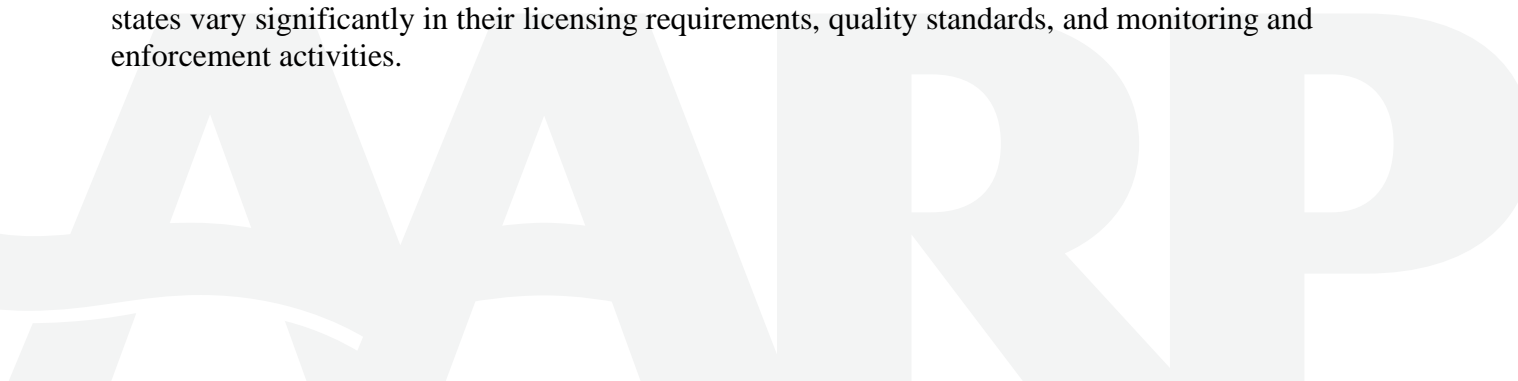 states vary significantly in their licensing requirements, quality standards, and monitoring and
enforcement activities.
AARP